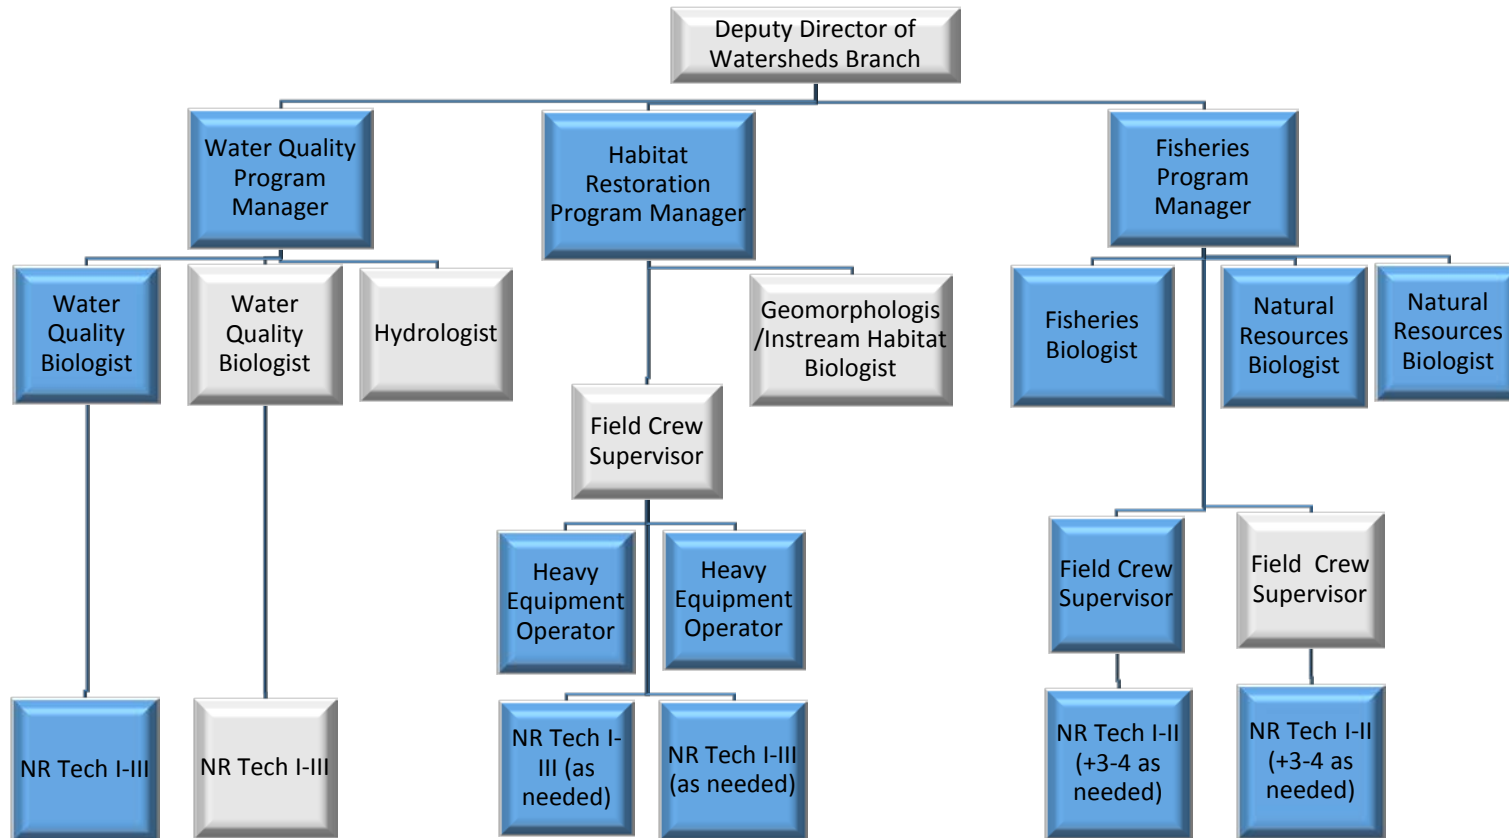 Deputy Director of
Watersheds Branch
Water Quality
Program
Manager
Habitat
Restoration
Program Manager
Fisheries
Program
Manager
Water
Quality
Biologist
Water
Quality
Biologist
Hydrologist
Geomorphologis
/Instream Habitat
Biologist
Fisheries
Biologist
Natural
Resources
Biologist
Natural
Resources
Biologist
Field Crew
Supervisor
Heavy
Equipment
Operator
Heavy
Equipment
Operator
Field Crew
Supervisor
Field  Crew
Supervisor
NR Tech I-III
NR Tech I-III
NR Tech I-
III (as
needed)
NR Tech I-III
(as needed)
NR Tech I-II
(+3-4 as
needed)
NR Tech I-II
(+3-4 as
needed)